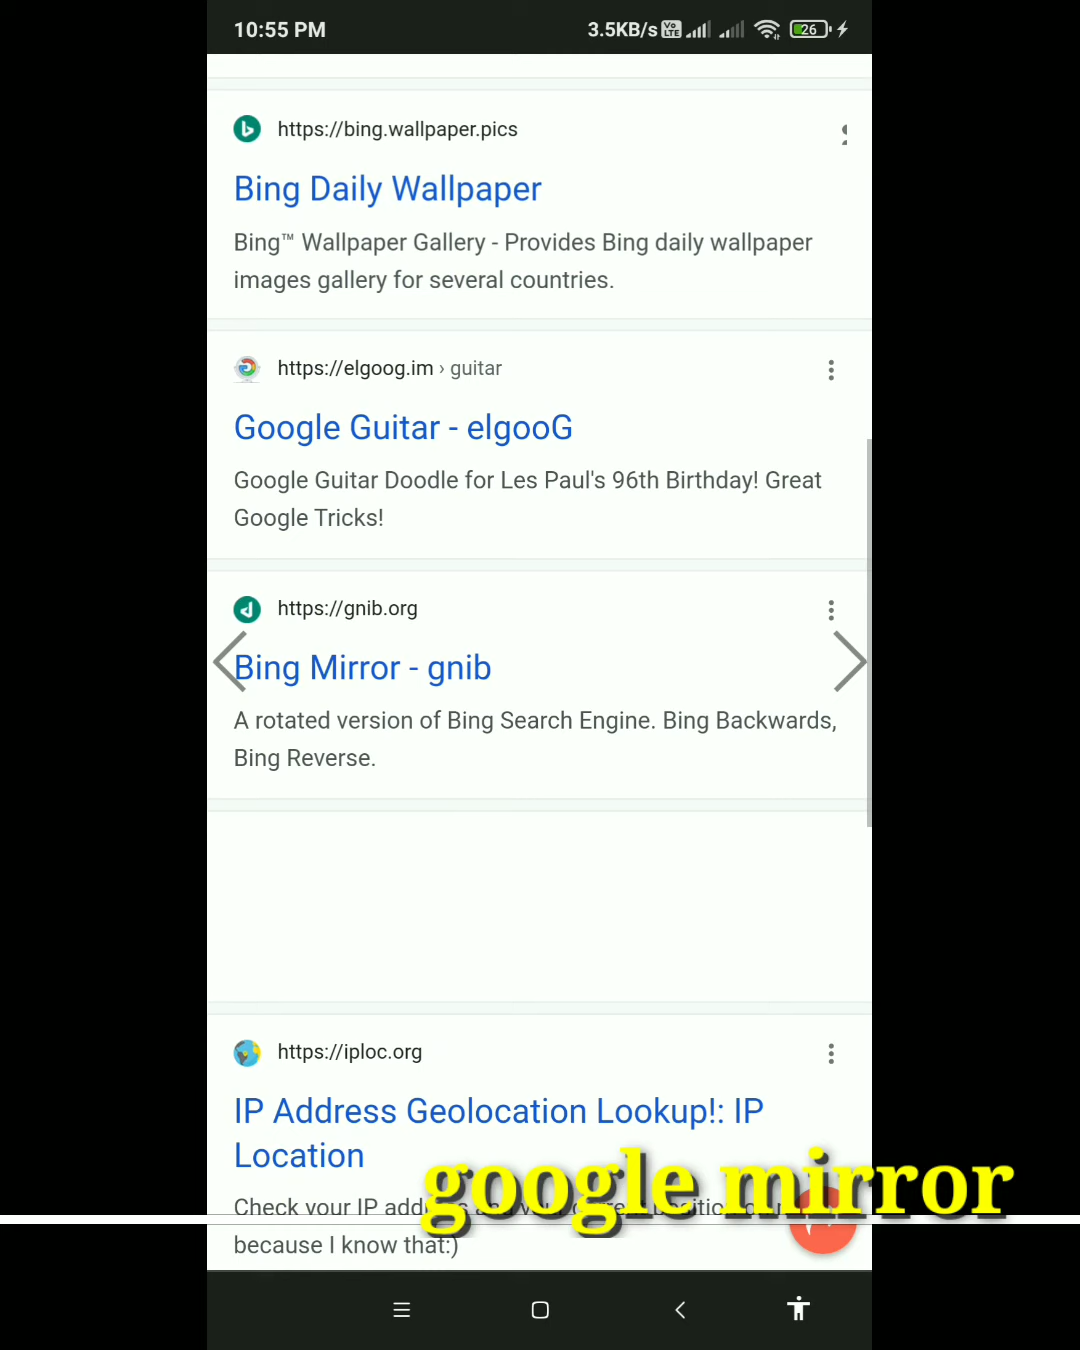 10:55 PM 3.5KB/s Vo LTE 26
https://bing.wallpaper.pics
Bing Daily Wallpaper
Bing™ Wallpaper Gallery - Provides Bing daily wallpaper
images gallery for several countries.
https://elgoog.im › guitar
Google Guitar - elgooG
Google Guitar Doodle for Les Paul's 96th Birthday! Great
Google Tricks!
https://gnib.org
Bing Mirror - gnib
A rotated version of Bing Search Engine. Bing Backwards,
Bing Reverse.
https://iploc.org
IP Address Geolocation Lookup!: IP
Location
google mirror
Check your IP
because I know that:)